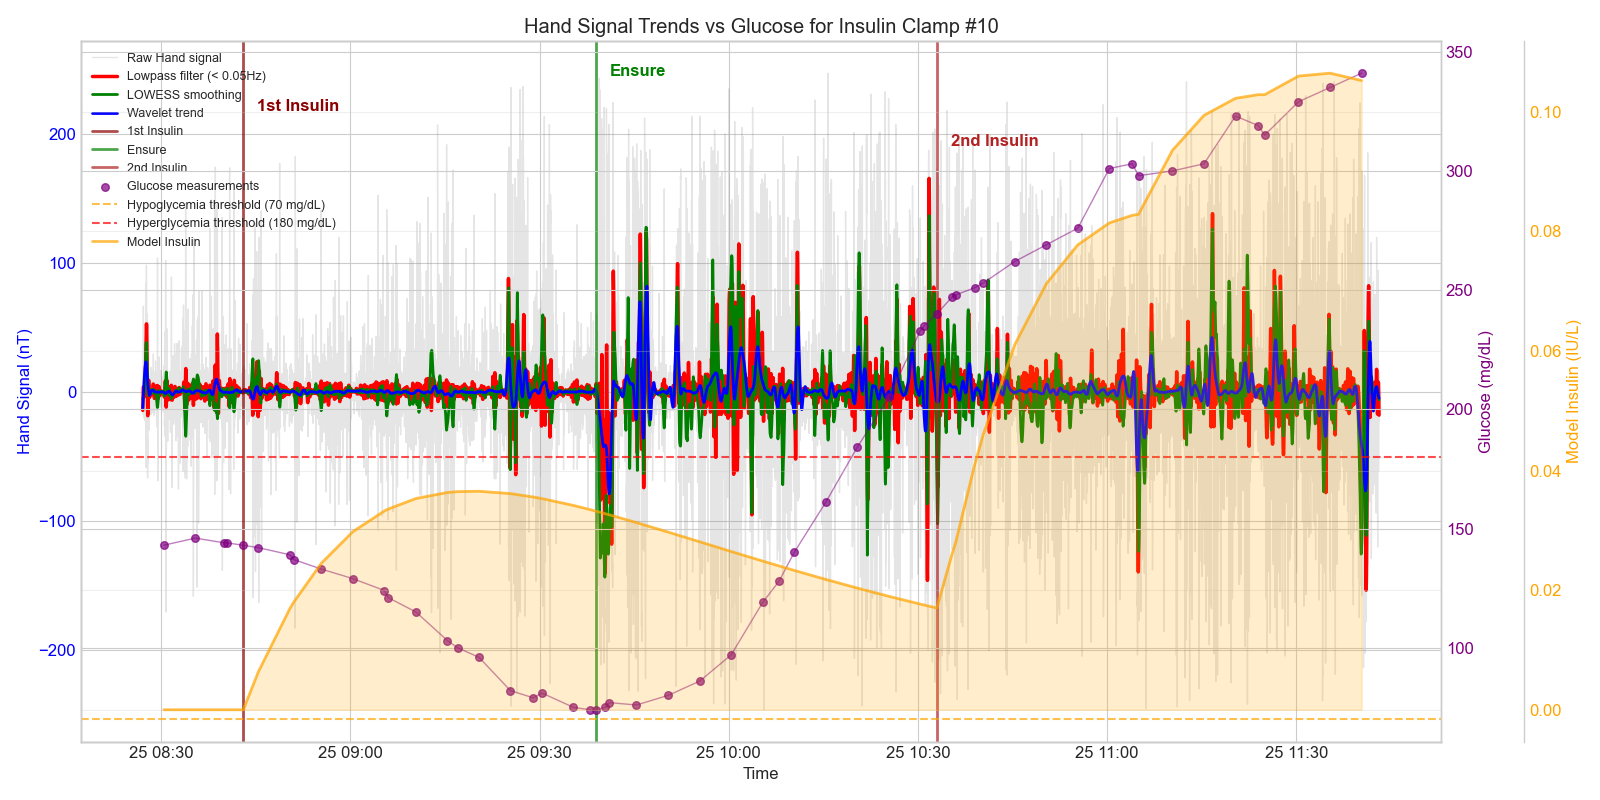 Hand Signal Trends vs Glucose for Insulin Clamp #10
Raw Hand signal
Lowpass filter (< 0.05Hz)
LOWESS smoothing
Wavelet trend
1st Insulin
Ensure
2nd Insulin
Glucose measurements
Hypoglycemia threshold (70 mg/dL)
Hyperglycemia threshold (180 mg/dL)
Model Insulin
1st Insulin
Ensure
2nd Insulin
Hand Signal (nT)
200
100
0
−100
−200
25 08:30
25 09:00
25 09:30
25 10:00
25 10:30
25 11:00
25 11:30
Time
350
300
250
200
150
100
Glucose (mg/dL)
0.10
0.08
0.06
0.04
0.02
0.00
Model Insulin (IU/L)